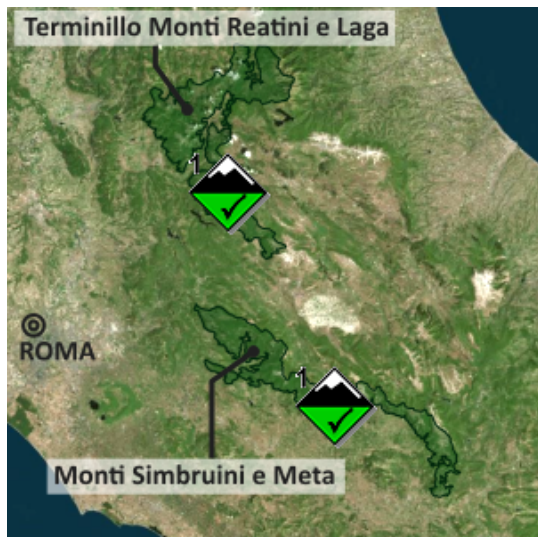 Terminillo Monti Reatini e Laga
1
ROMA
1
Monti Simbruini e Meta